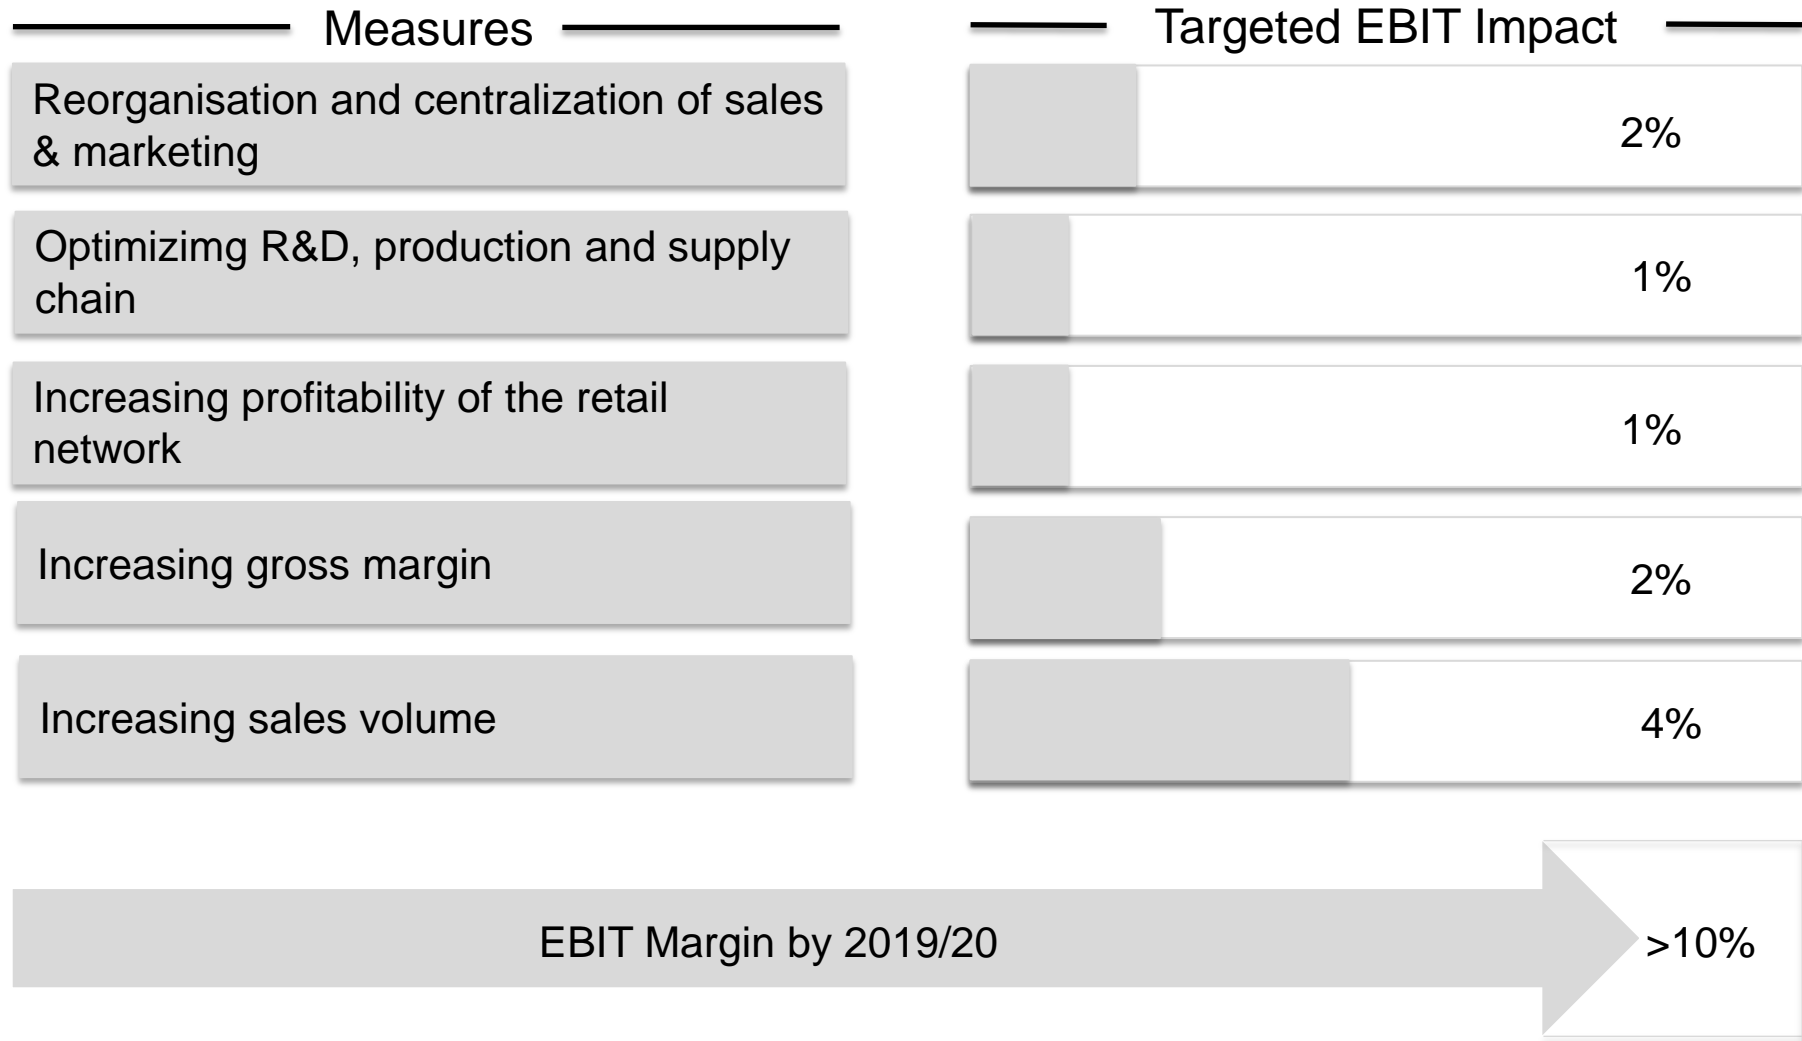 Measures
Targeted EBIT Impact
Reorganisation and centralization of sales
& marketing
2%
Optimizimg R&D, production and supply
chain
1%
Increasing profitability of the retail
network
1%
Increasing gross margin
2%
Increasing sales volume
4%
EBIT Margin by 2019/20
>10%